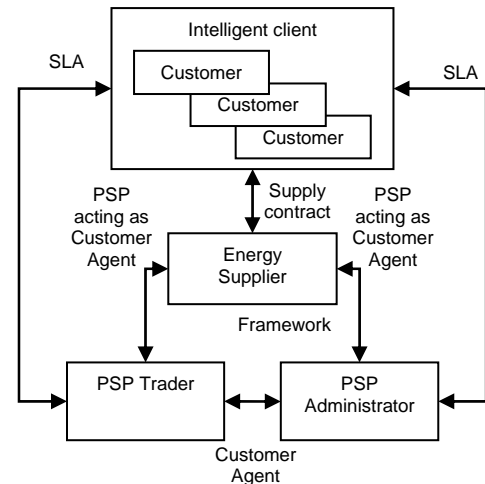 Intelligent client
SLA
SLA
Customer
Customer
Customer
PSP
acting as
Customer
Agent
Supply
contract
PSP
acting as
Customer
Agent
Energy
Supplier
Framework
PSP Trader
PSP
Administrator
Customer
Agent